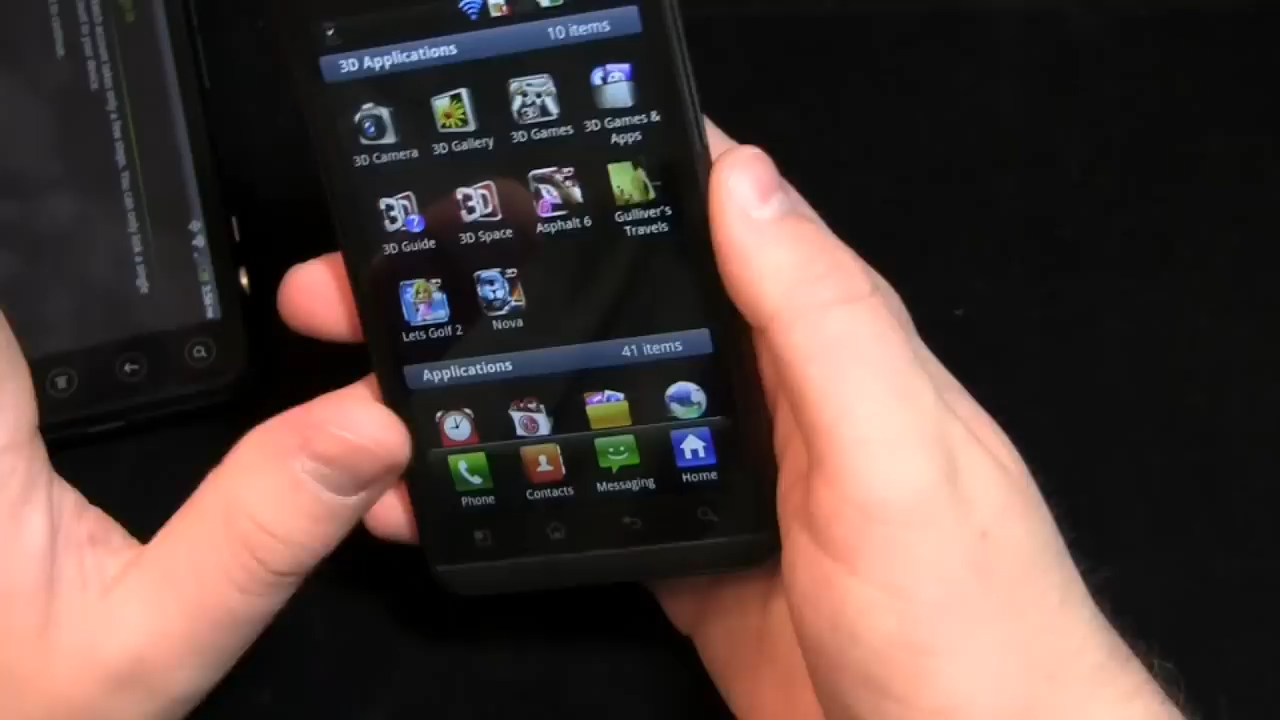 3D Applications 10 items
3D Camera 3D Gallery 3D Games 3D Games &
Apps
3D Guide 3D Space Asphalt 6 Gulliver's
Travels
Lets Golf 2 Nova
Applications 41 items
Phone Contacts Messaging Home